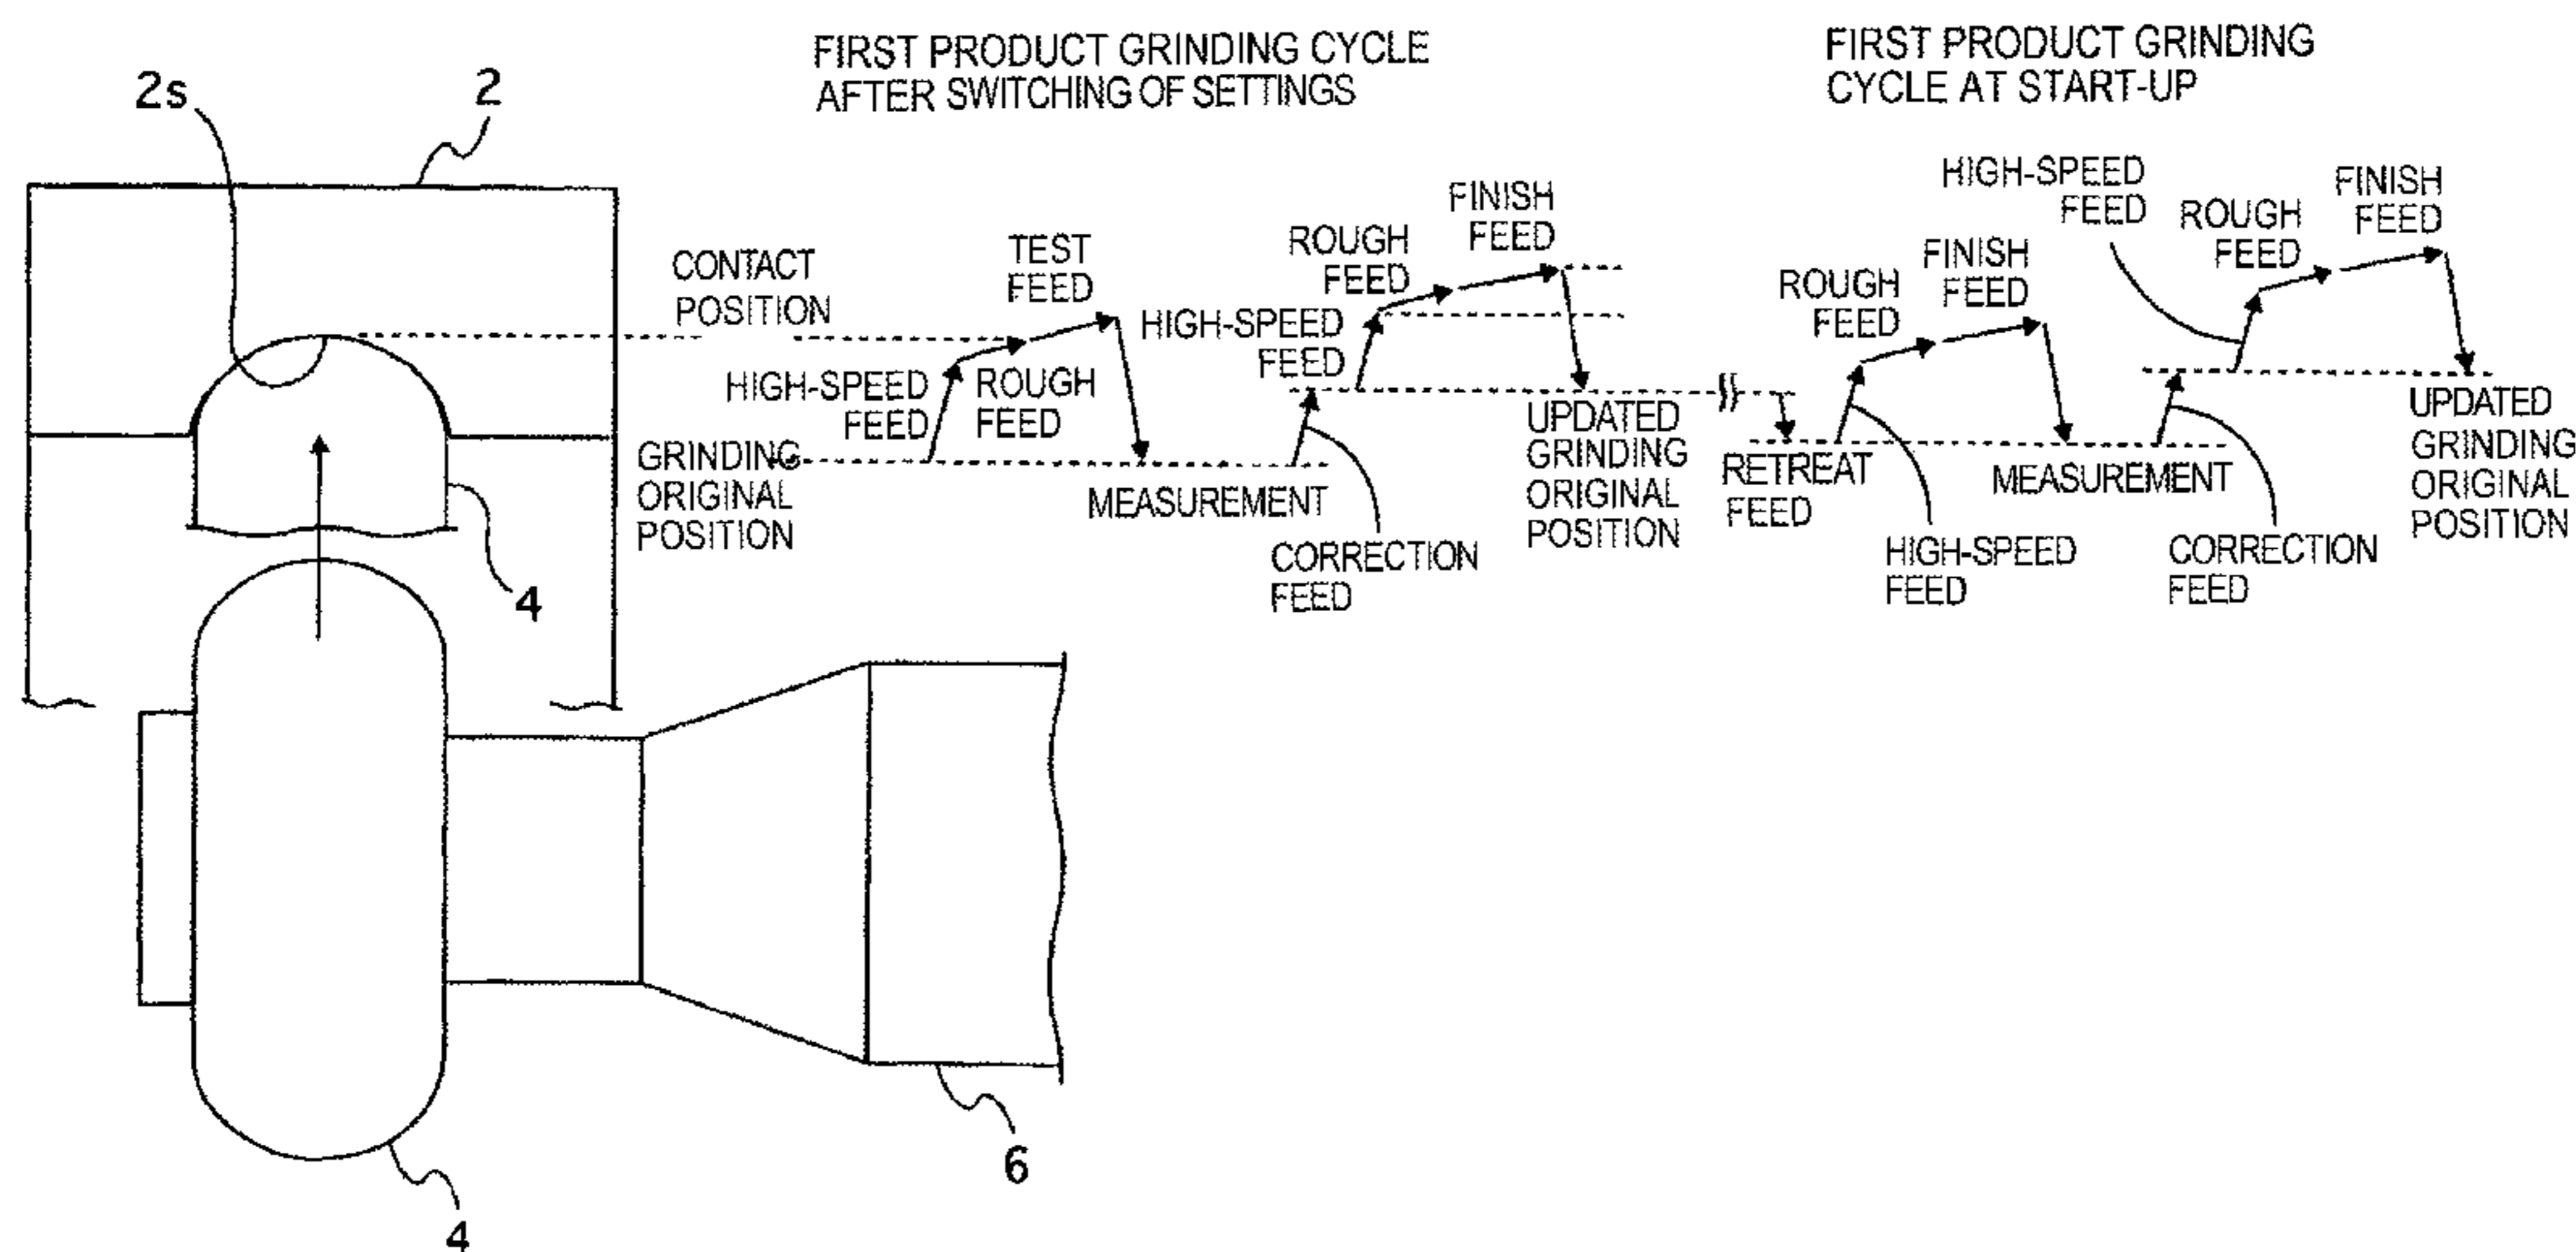 FIRST PRODUCT GRINDING CYCLE
AFTER SWITCHING OF SETTINGS
FIRST PRODUCT GRINDING
CYCLE AT START-UP
2s
2
CONTACT
POSITION
TEST
FEED
HIGH-SPEED
FEED
ROUGH
FEED
GRINDING
ORIGINAL
POSITION
MEASUREMENT
HIGH-SPEED
FEED
ROUGH
FEED
FINISH
FEED
CORRECTION
FEED
UPDATED
GRINDING
ORIGINAL
POSITION
RETREAT
FEED
ROUGH
FEED
FINISH
FEED
HIGH-SPEED
FEED
MEASUREMENT
HIGH-SPEED
FEED
ROUGH
FEED
FINISH
FEED
CORRECTION
FEED
UPDATED
GRINDING
ORIGINAL
POSITION
4
6
4